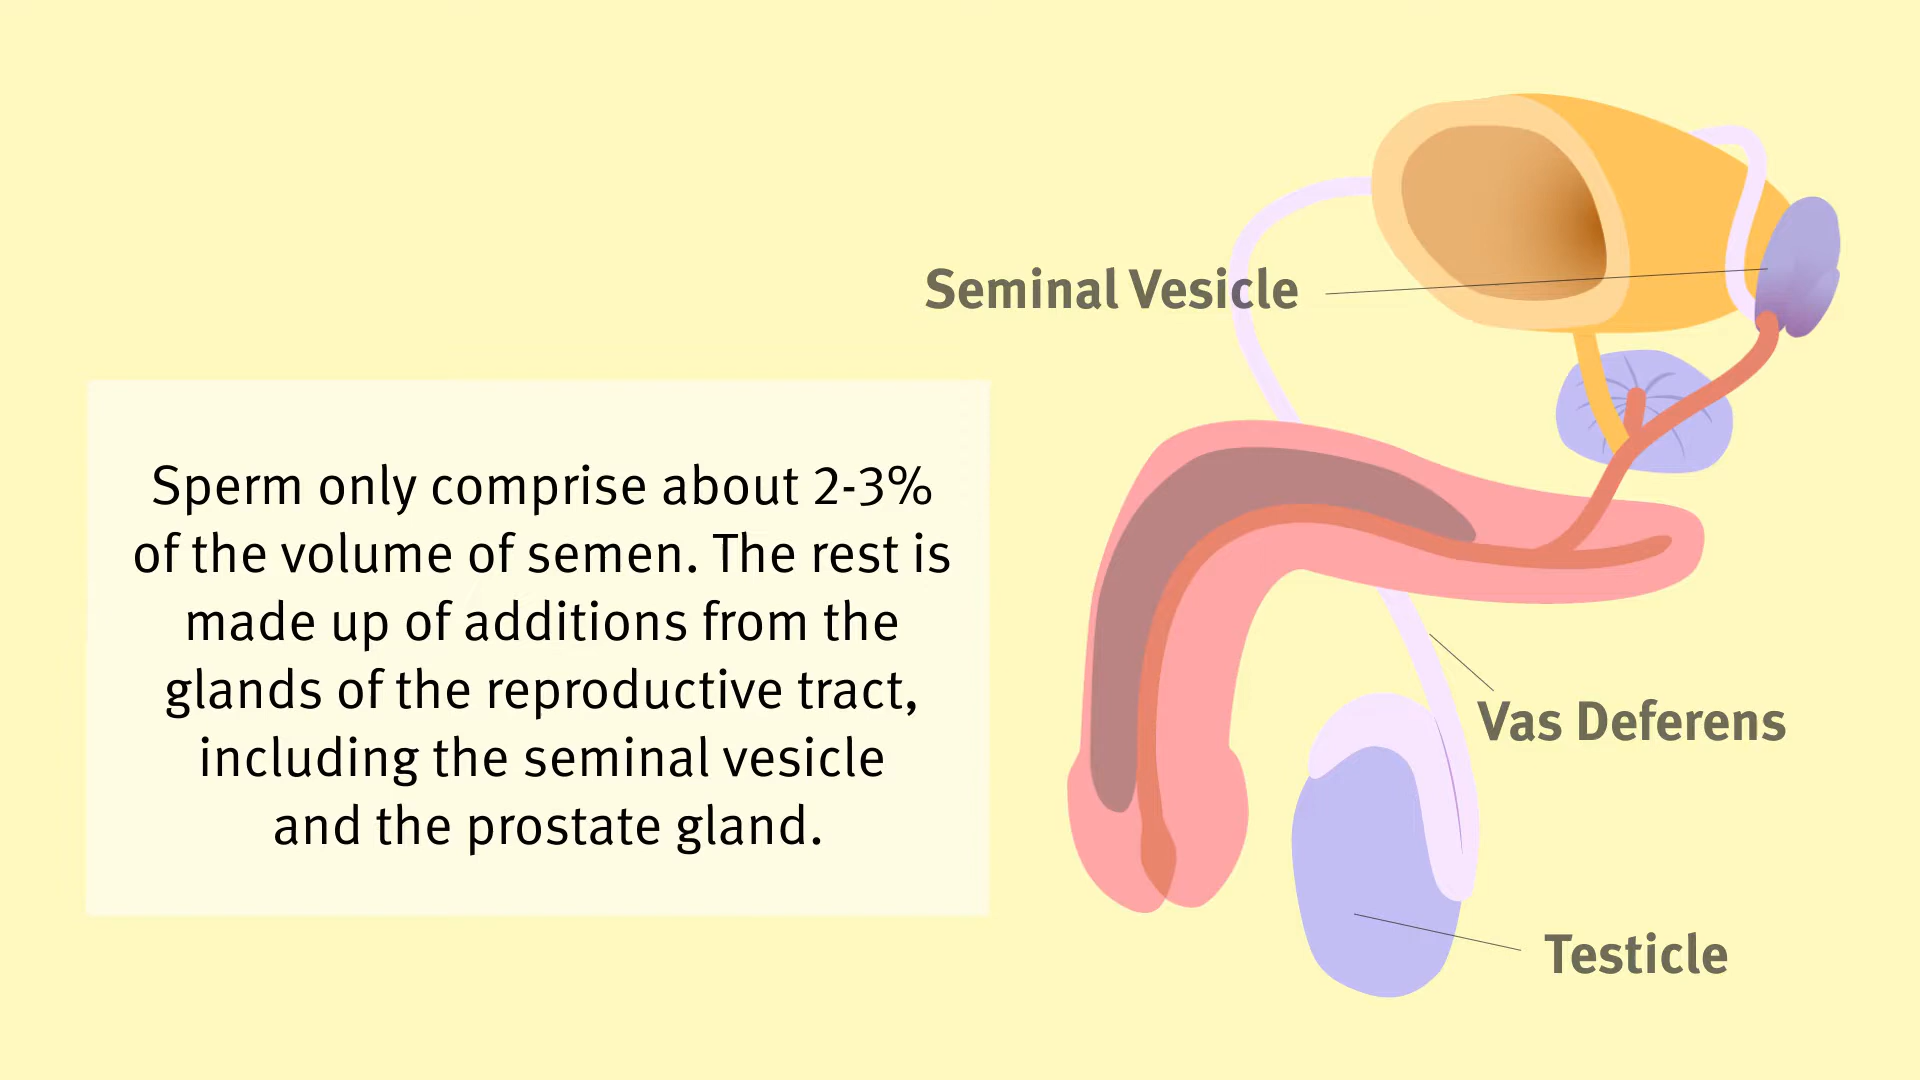 Seminal Vesicle
Sperm only comprise about 2-3%
of the volume of semen. The rest is
made up of additions from the
glands of the reproductive tract,
including the seminal vesicle
and the prostate gland.
Vas Deferens
Testicle